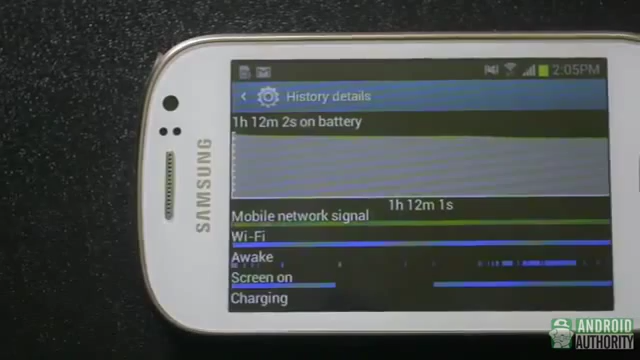 2:05PM
History details
1h 12m 2s on battery
1h 12m 1s
Mobile network signal
Wi-Fi
Awake
Screen on
Charging
SAMSUNG
ANDROID
AUTHORITY